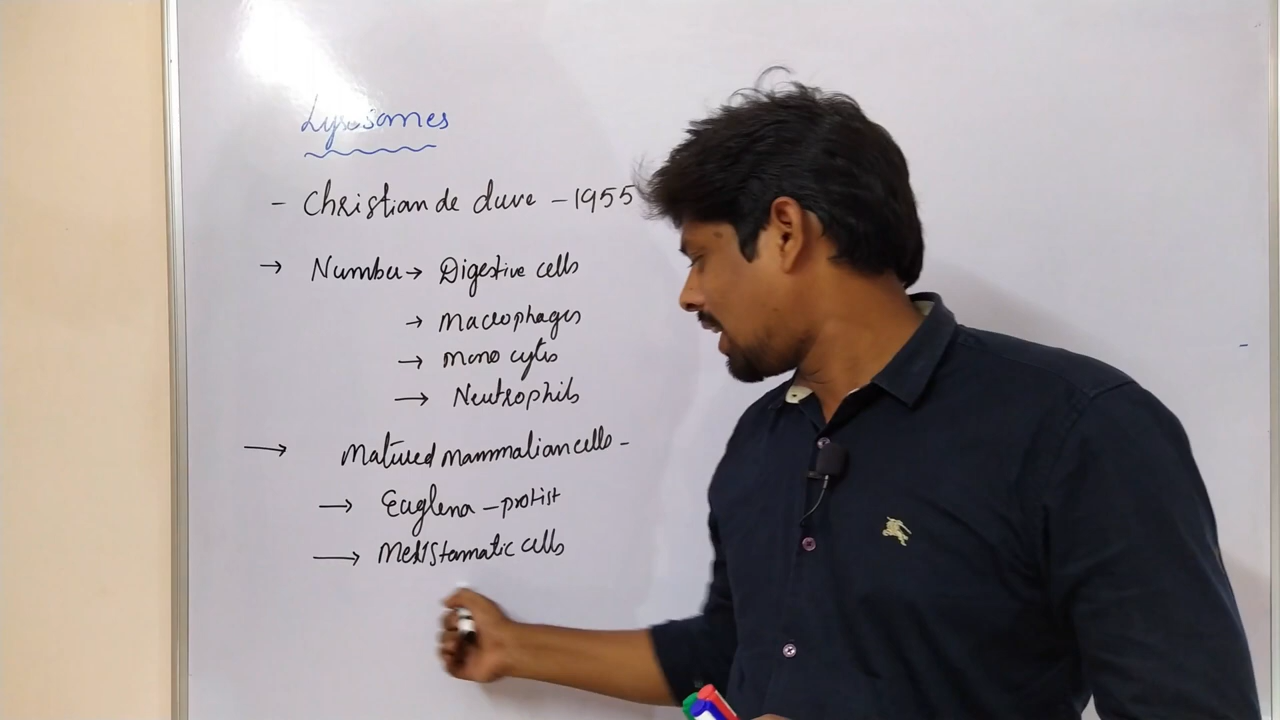 Lysosomes
- Christian de duve - 1955
→ Number → Digestive cells
→ Macrophages
→ mono cytes
→ Neutrophils
→ Matured mammalian cells -
→ Euglena - protist
→ Meristamatic cells